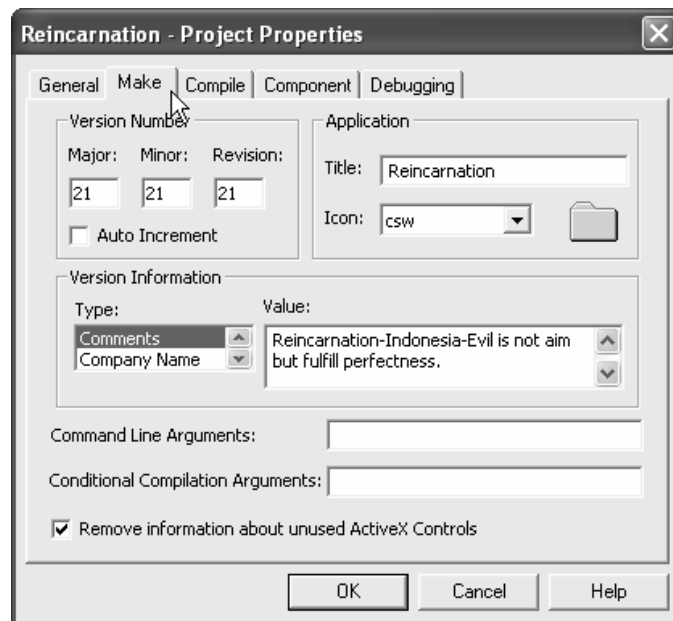 Reincarnation - Project Properties
General Make Compile Component Debugging
Version Number
Major: Minor: Revision:
21 21 21
Auto Increment
Application
Title: Reincarnation
Icon: csw
Version Information
Type:
Comments
Company Name
Value:
Reincarnation-Indonesia-Evil is not aim
but fulfill perfectness.
Command Line Arguments:
Conditional Compilation Arguments:
Remove information about unused ActiveX Controls
OK Cancel Help